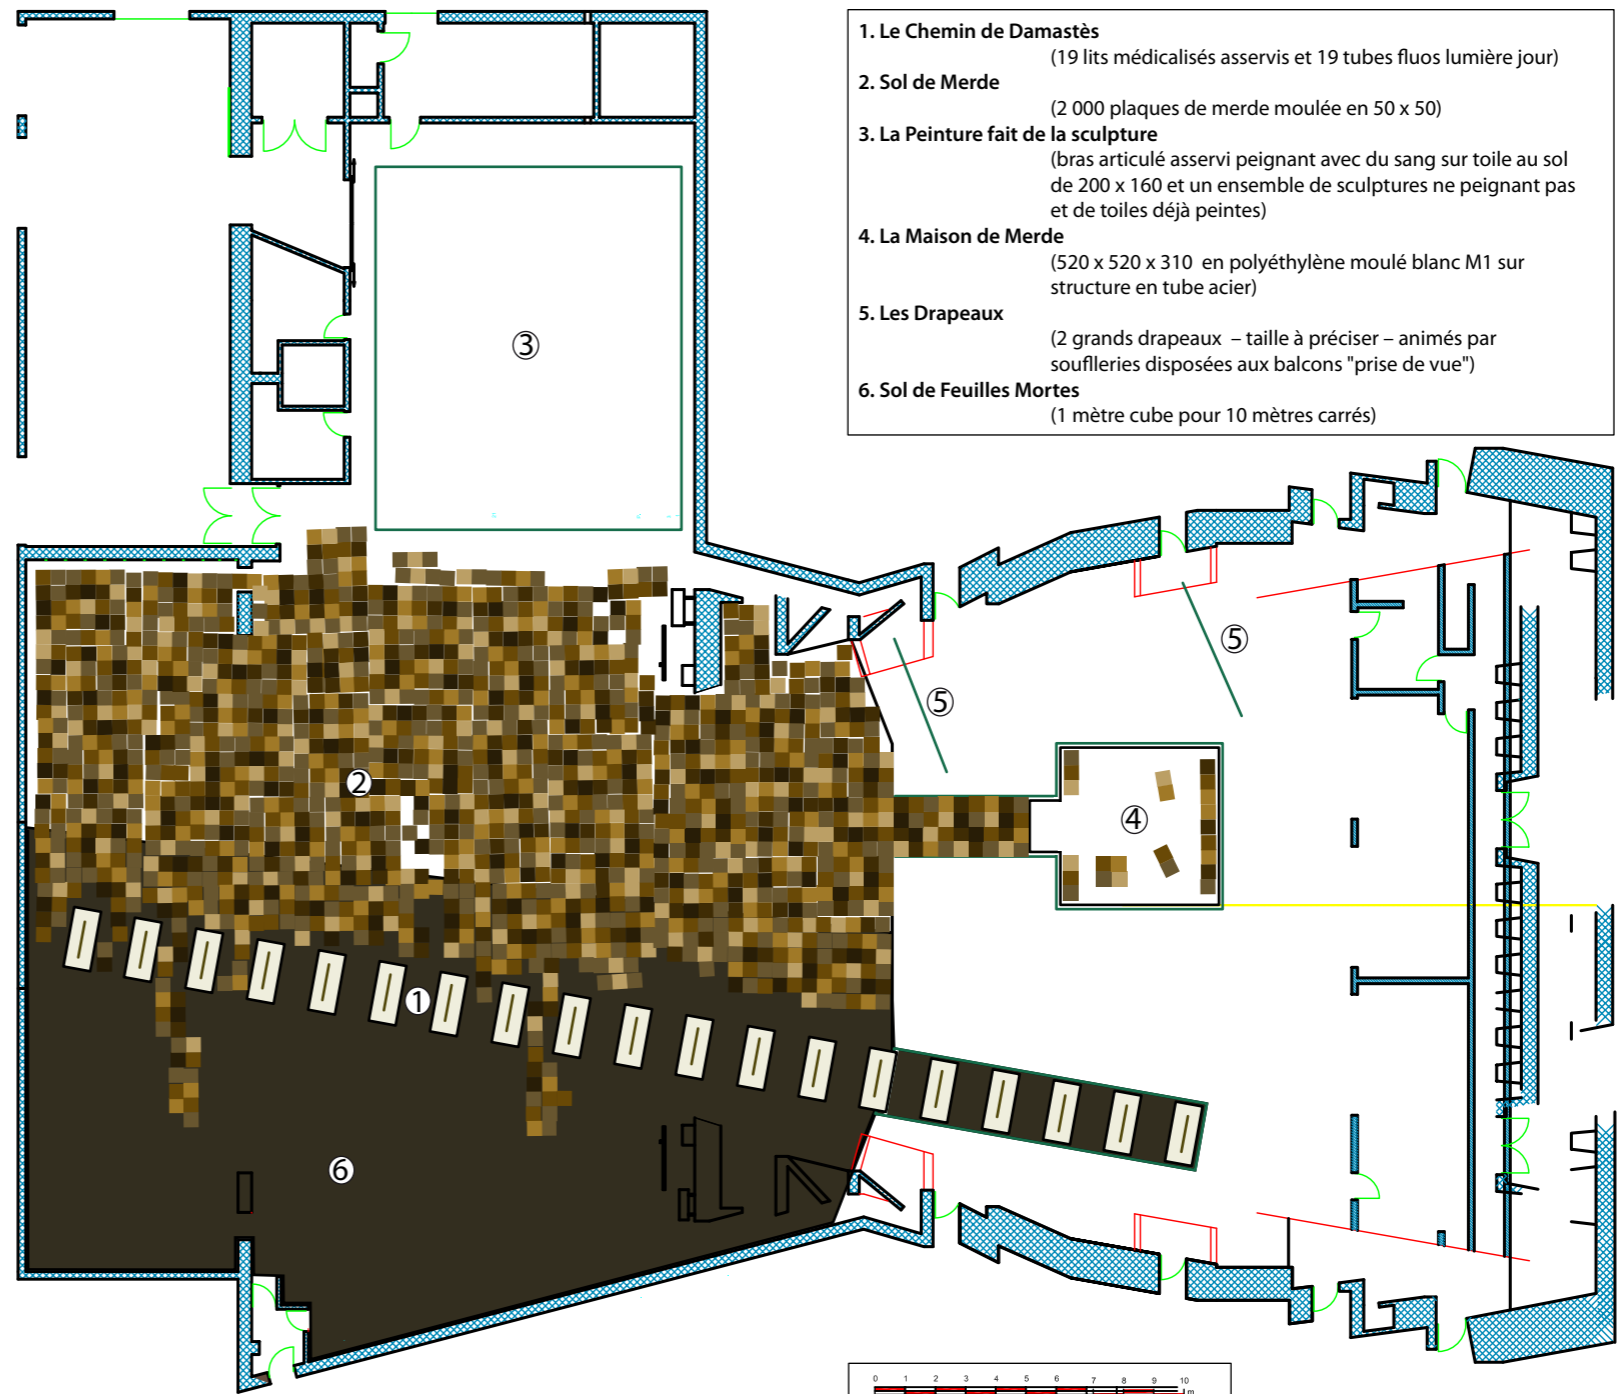 1. Le Chemin de Damastès
(19 lits médicalisés asservis et 19 tubes fluos lumière jour)
2. Sol de Merde
(2 000 plaques de merde moulée en 50 x 50)
3. La Peinture fait de la sculpture
(bras articulé asservi peignant avec du sang sur toile au sol
de 200 x 160 et un ensemble de sculptures ne peignant pas
et de toiles déjà peintes)
4. La Maison de Merde
(520 x 520 x 310 en polyéthylène moulé blanc M1 sur
structure en tube acier)
5. Les Drapeaux
(2 grands drapeaux – taille à préciser – animés par
souflleries disposées aux balcons "prise de vue")
6. Sol de Feuilles Mortes
(1 mètre cube pour 10 mètres carrés)
③
⑤
⑤
②
④
①
⑥
0 1 2 3 4 5 6 7 8 9 10
m